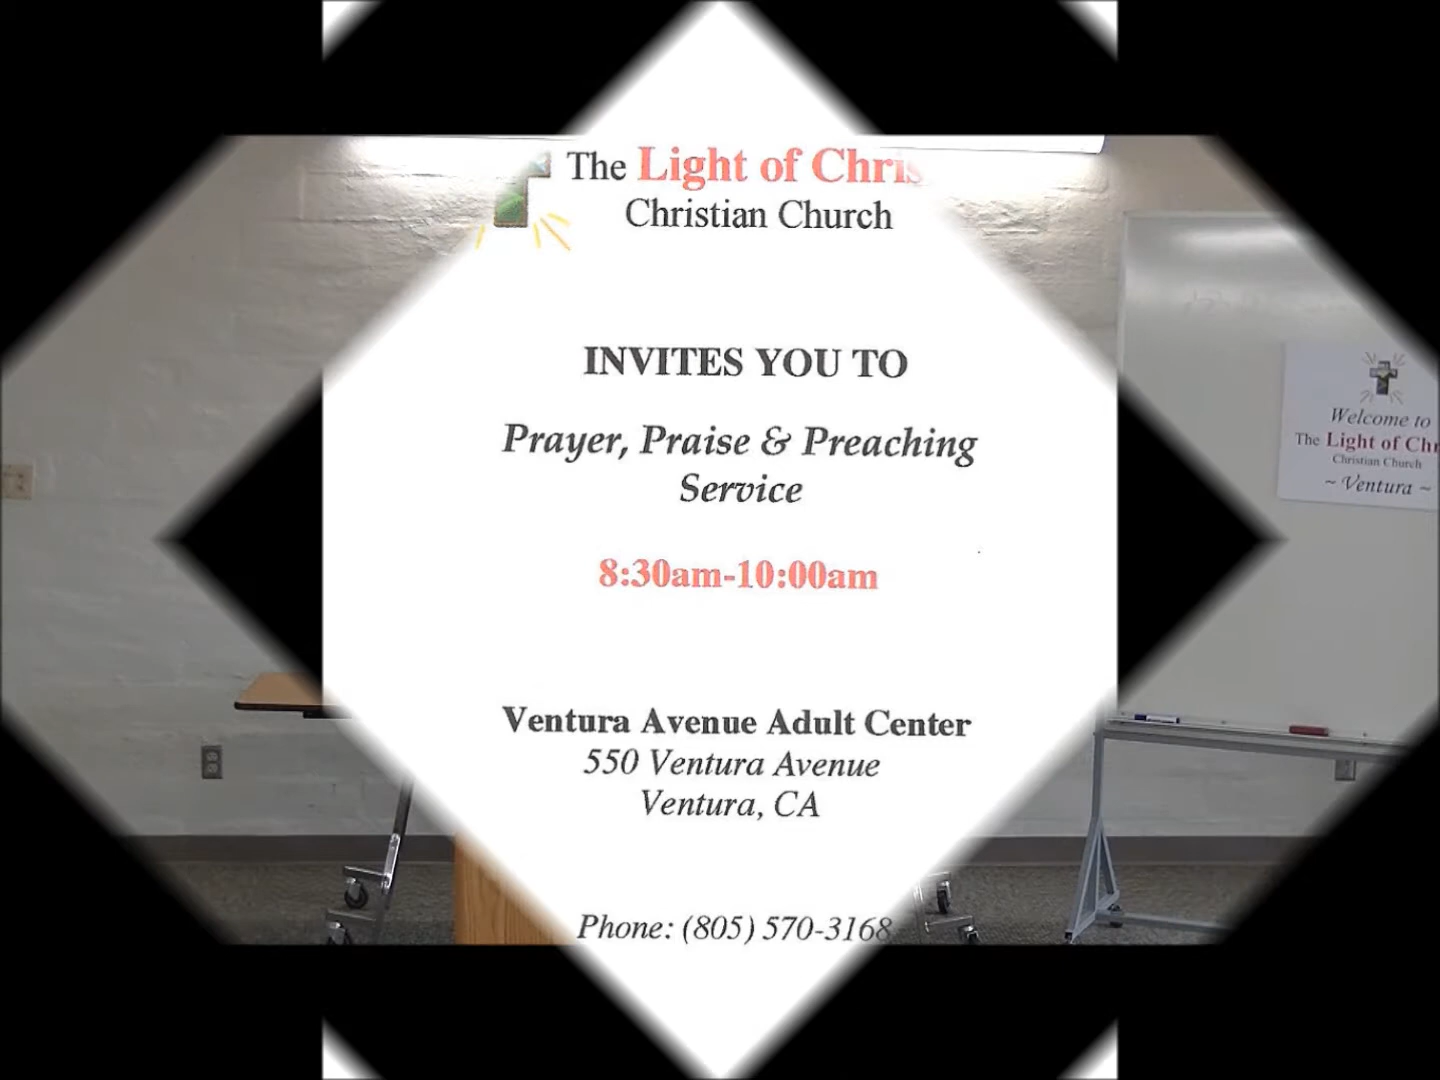 The Light of Chris
Christian Church
INVITES YOU TO
Prayer, Praise & Preaching
Service
8:30am-10:00am
Ventura Avenue Adult Center
550 Ventura Avenue
Ventura, CA
Phone: (805) 570-3168
Welcome to
The Light of Chr
Christian Church
~ Ventura ~